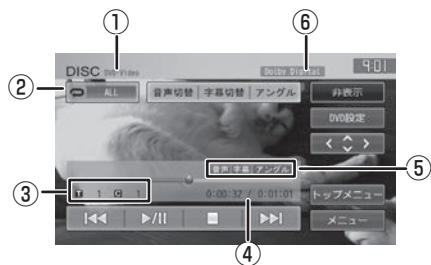 ① ⑥
DISC DVD-Video Dolby Digital 9:01
② ALL 音声切替 字幕切替 アングル 非表示
DVD設定
音声 字幕 アングル ⑤
③ T 1 C 1 0:00:32 / 0:01:01 トップメニュー
メニュー
④